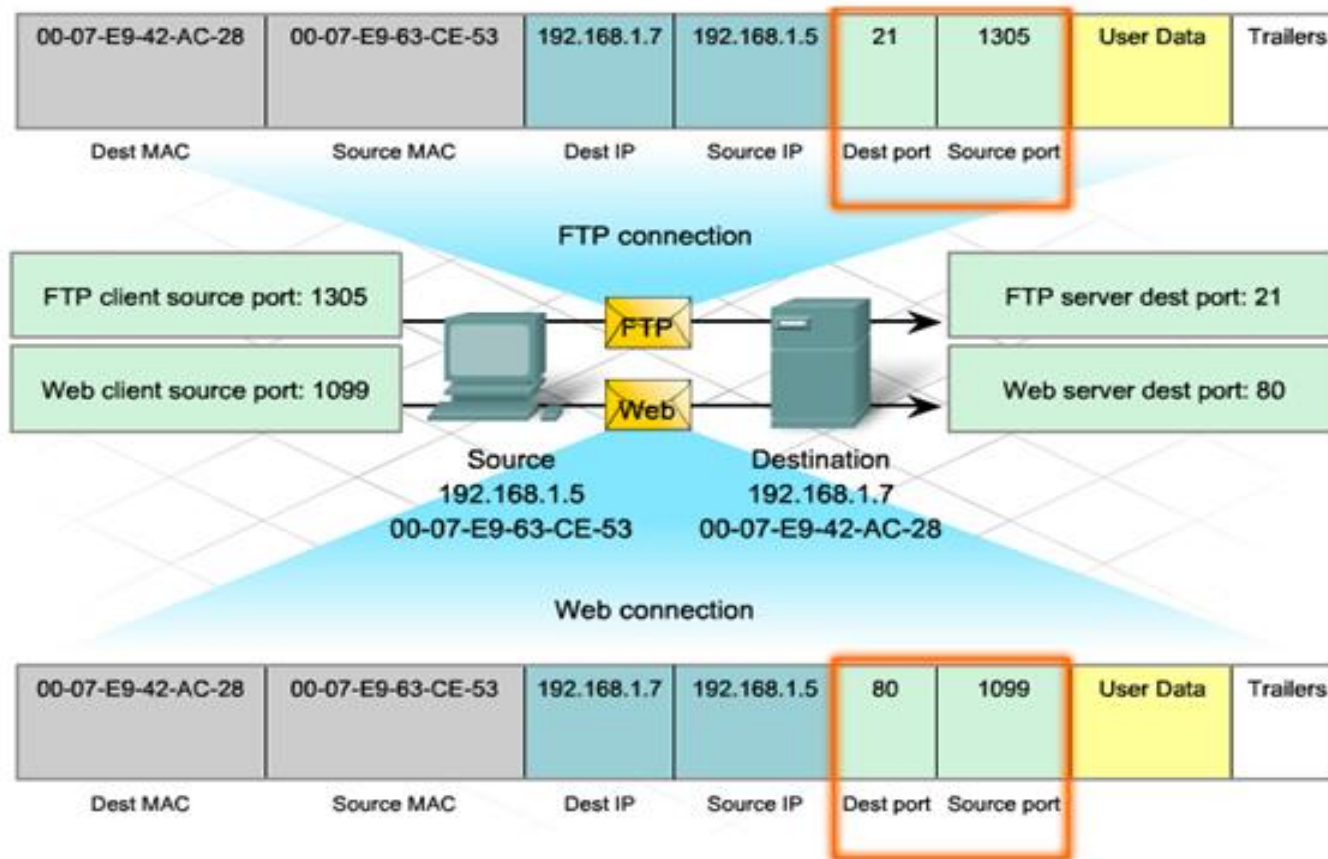 00-07-E9-42-AC-28 00-07-E9-63-CE-53 192.168.1.7 192.168.1.5 21 1305 User Data Trailers
Dest MAC Source MAC Dest IP Source IP Dest port Source port
FTP connection
FTP client source port: 1305
FTP
FTP server dest port: 21
Web client source port: 1099
Web
Web server dest port: 80
Source
192.168.1.5
00-07-E9-63-CE-53
Destination
192.168.1.7
00-07-E9-42-AC-28
Web connection
00-07-E9-42-AC-28 00-07-E9-63-CE-53 192.168.1.7 192.168.1.5 80 1099 User Data Trailers
Dest MAC Source MAC Dest IP Source IP Dest port Source port